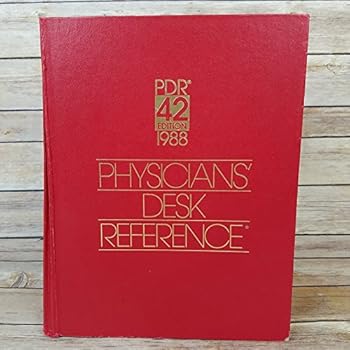 PDR®
42
EDITION
1988
PHYSICIANS'
DESK
REFERENCE®